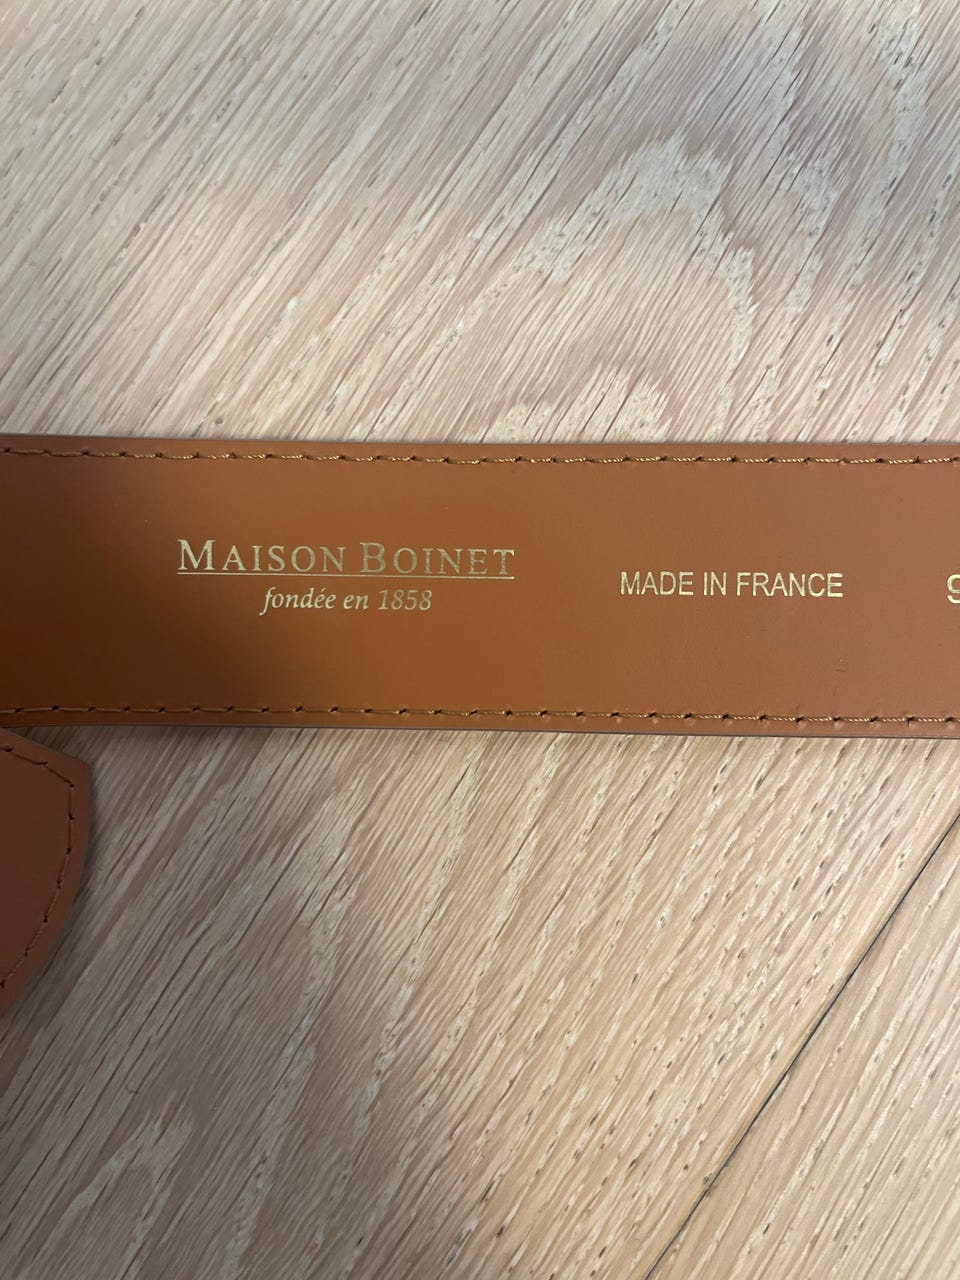 MAISON BOINET
fondée en 1858
MADE IN FRANCE